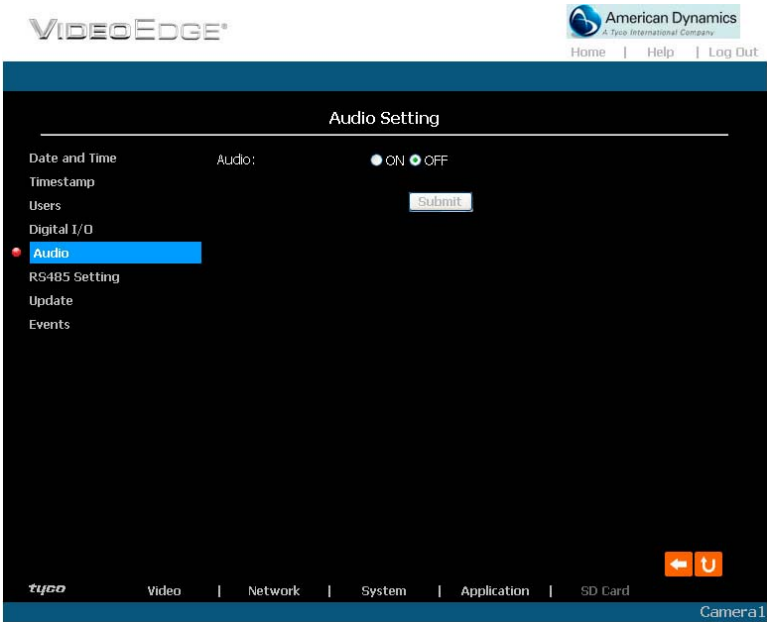 VIDEOEDGE®
American Dynamics
A Tyco International Company
Home | Help | Log Out
Audio Setting
Date and Time
Audio: ON OFF
Timestamp
Submit
Users
Digital I/O
Audio
RS485 Setting
Update
Events
tyco Video | Network | System | Application | SD Card
Camera1